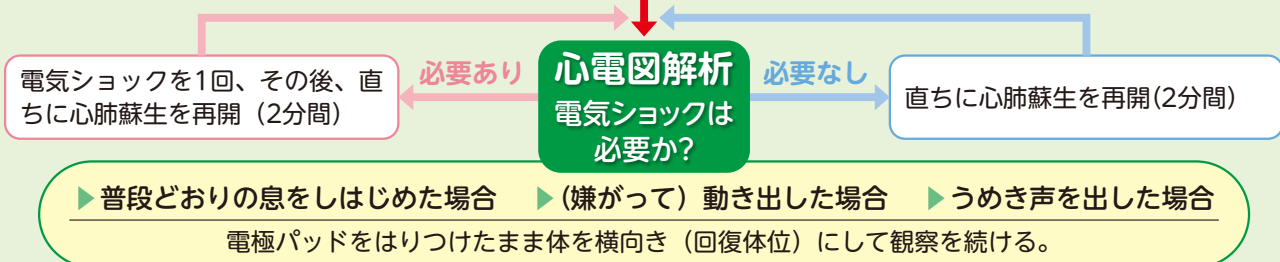 電気ショックを1回、その後、直
ちに心肺蘇生を再開（2分間）
必要あり
心電図解析
電気ショックは
必要か？
必要なし
直ちに心肺蘇生を再開(2分間)
▶普段どおりの息をしはじめた場合 ▶(嫌がって）動き出した場合 ▶うめき声を出した場合
電極パッドをはりつけたまま体を横向き（回復体位）にして観察を続ける。